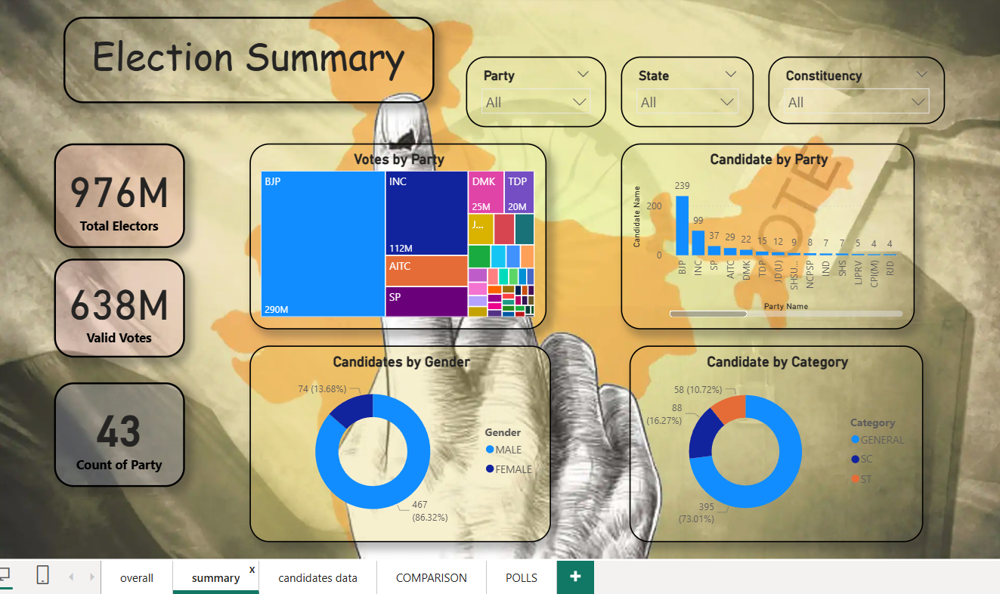 Election Summary
Party
All
State
All
Constituency
All
976M
Total Electors
638M
Valid Votes
43
Count of Party
Votes by Party
BJP
290M
INC
112M
AITC
SP
DMK
25M
TDP
20M
J...
Candidate by Party
Candidate Name
200
0
239
99
37
29
22
15
12
9
8
7
7
5
4
4
BJP
INC
SP
AITC
DMK
TDP
JD(U)
SHSU...
NCPSP
IND
SHS
LJPRV
CPI(M)
RJD
Party Name
VOTE
Candidates by Gender
74 (13.68%)
467
(86.32%)
Gender
MALE
FEMALE
Candidate by Category
58 (10.72%)
88
(16.27%)
395
(73.01%)
Category
GENERAL
SC
ST
overall
summary
x
candidates data
COMPARISON
POLLS
+